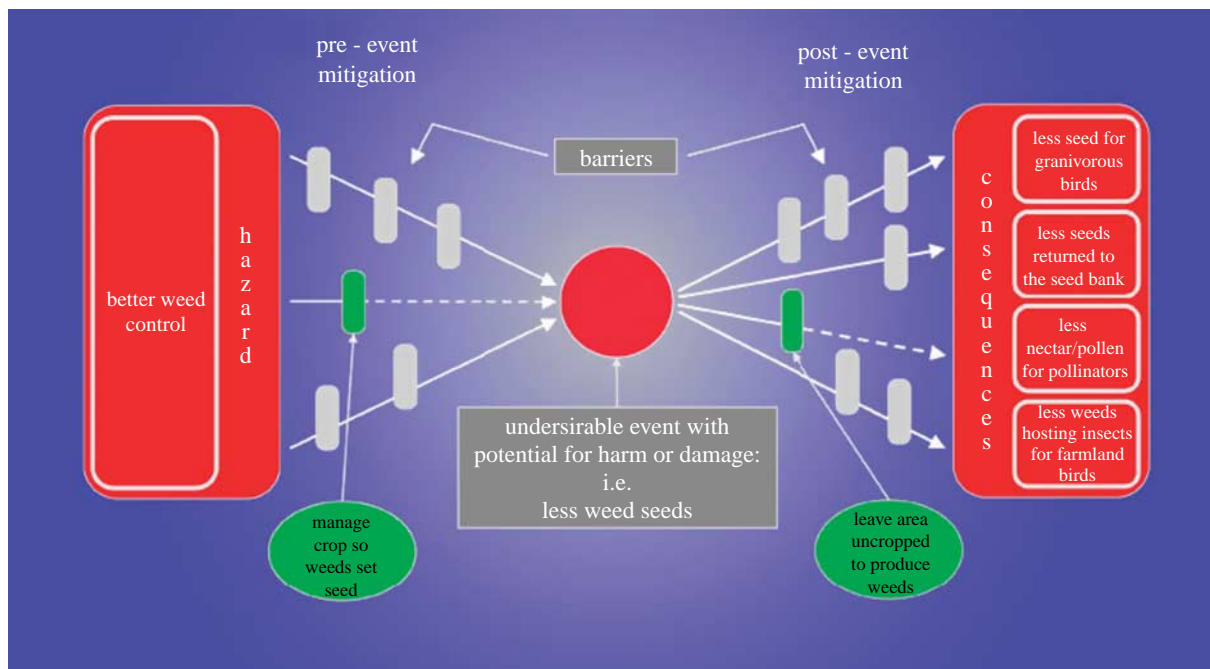 pre - event
mitigation
post - event
mitigation
barriers
better weed
control
hazard
undersirable event with
potential for harm or damage:
i.e.
less weed seeds
manage
crop so
weeds set
seed
leave area
uncropped
to produce
weeds
consequences
less seed for
granivorous
birds
less seeds
returned to
the seed bank
less
nectar/pollen
for pollinators
less weeds
hosting insects
for farmland
birds